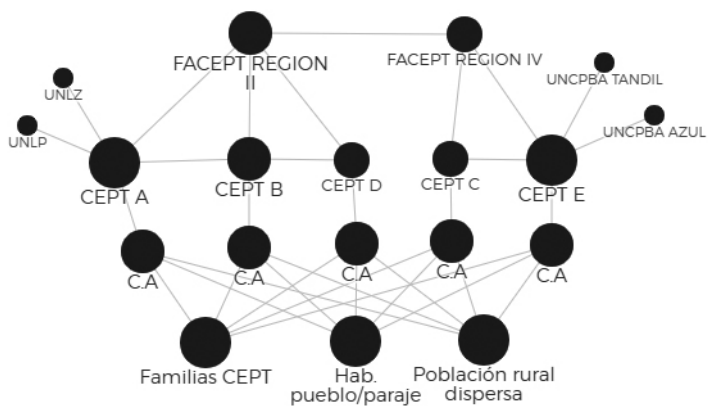 FACEPT REGION
II
FACEPT REGION IV
UNLZ
UNCPBA TANDIL
UNLP
UNCPBA AZUL
CEPT A
CEPT B
CEPT D
CEPT C
CEPT E
C.A
C.A
C.A
C.A
C.A
Familias CEPT
Hab.
pueblo/paraje
Población rural
dispersa